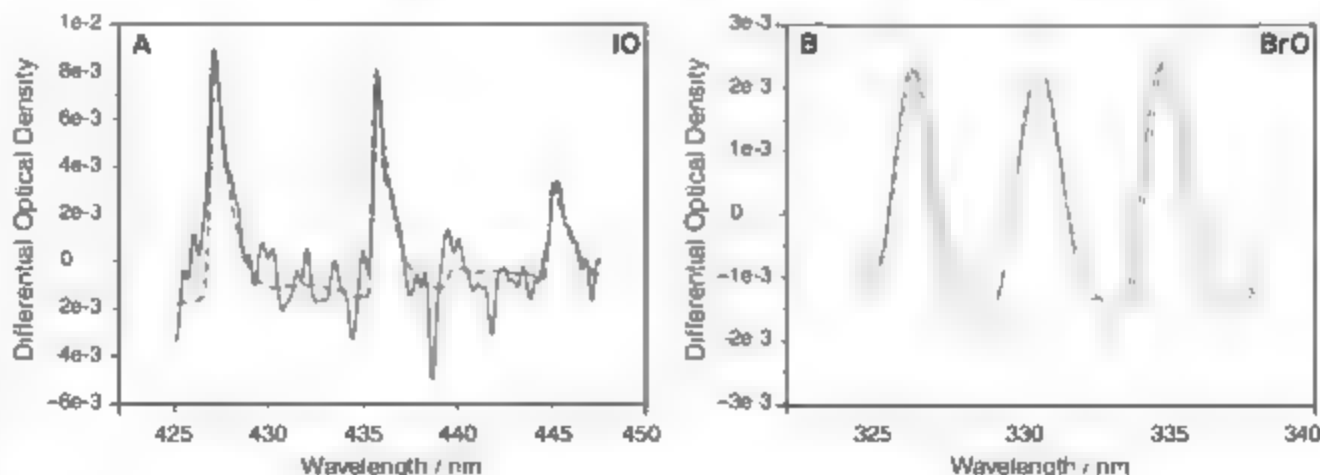 A IO
Differential Optical Density
1e-2
8e-3
6e-3
4e-3
2e-3
0
-2e-3
-4e-3
-6e-3
425 430 435 440 445 450
Wavelength / nm
B BrO
Differential Optical Density
3e-3
2e-3
1e-3
0
-1e-3
-2e-3
-3e-3
325 330 335 340
Wavelength / nm